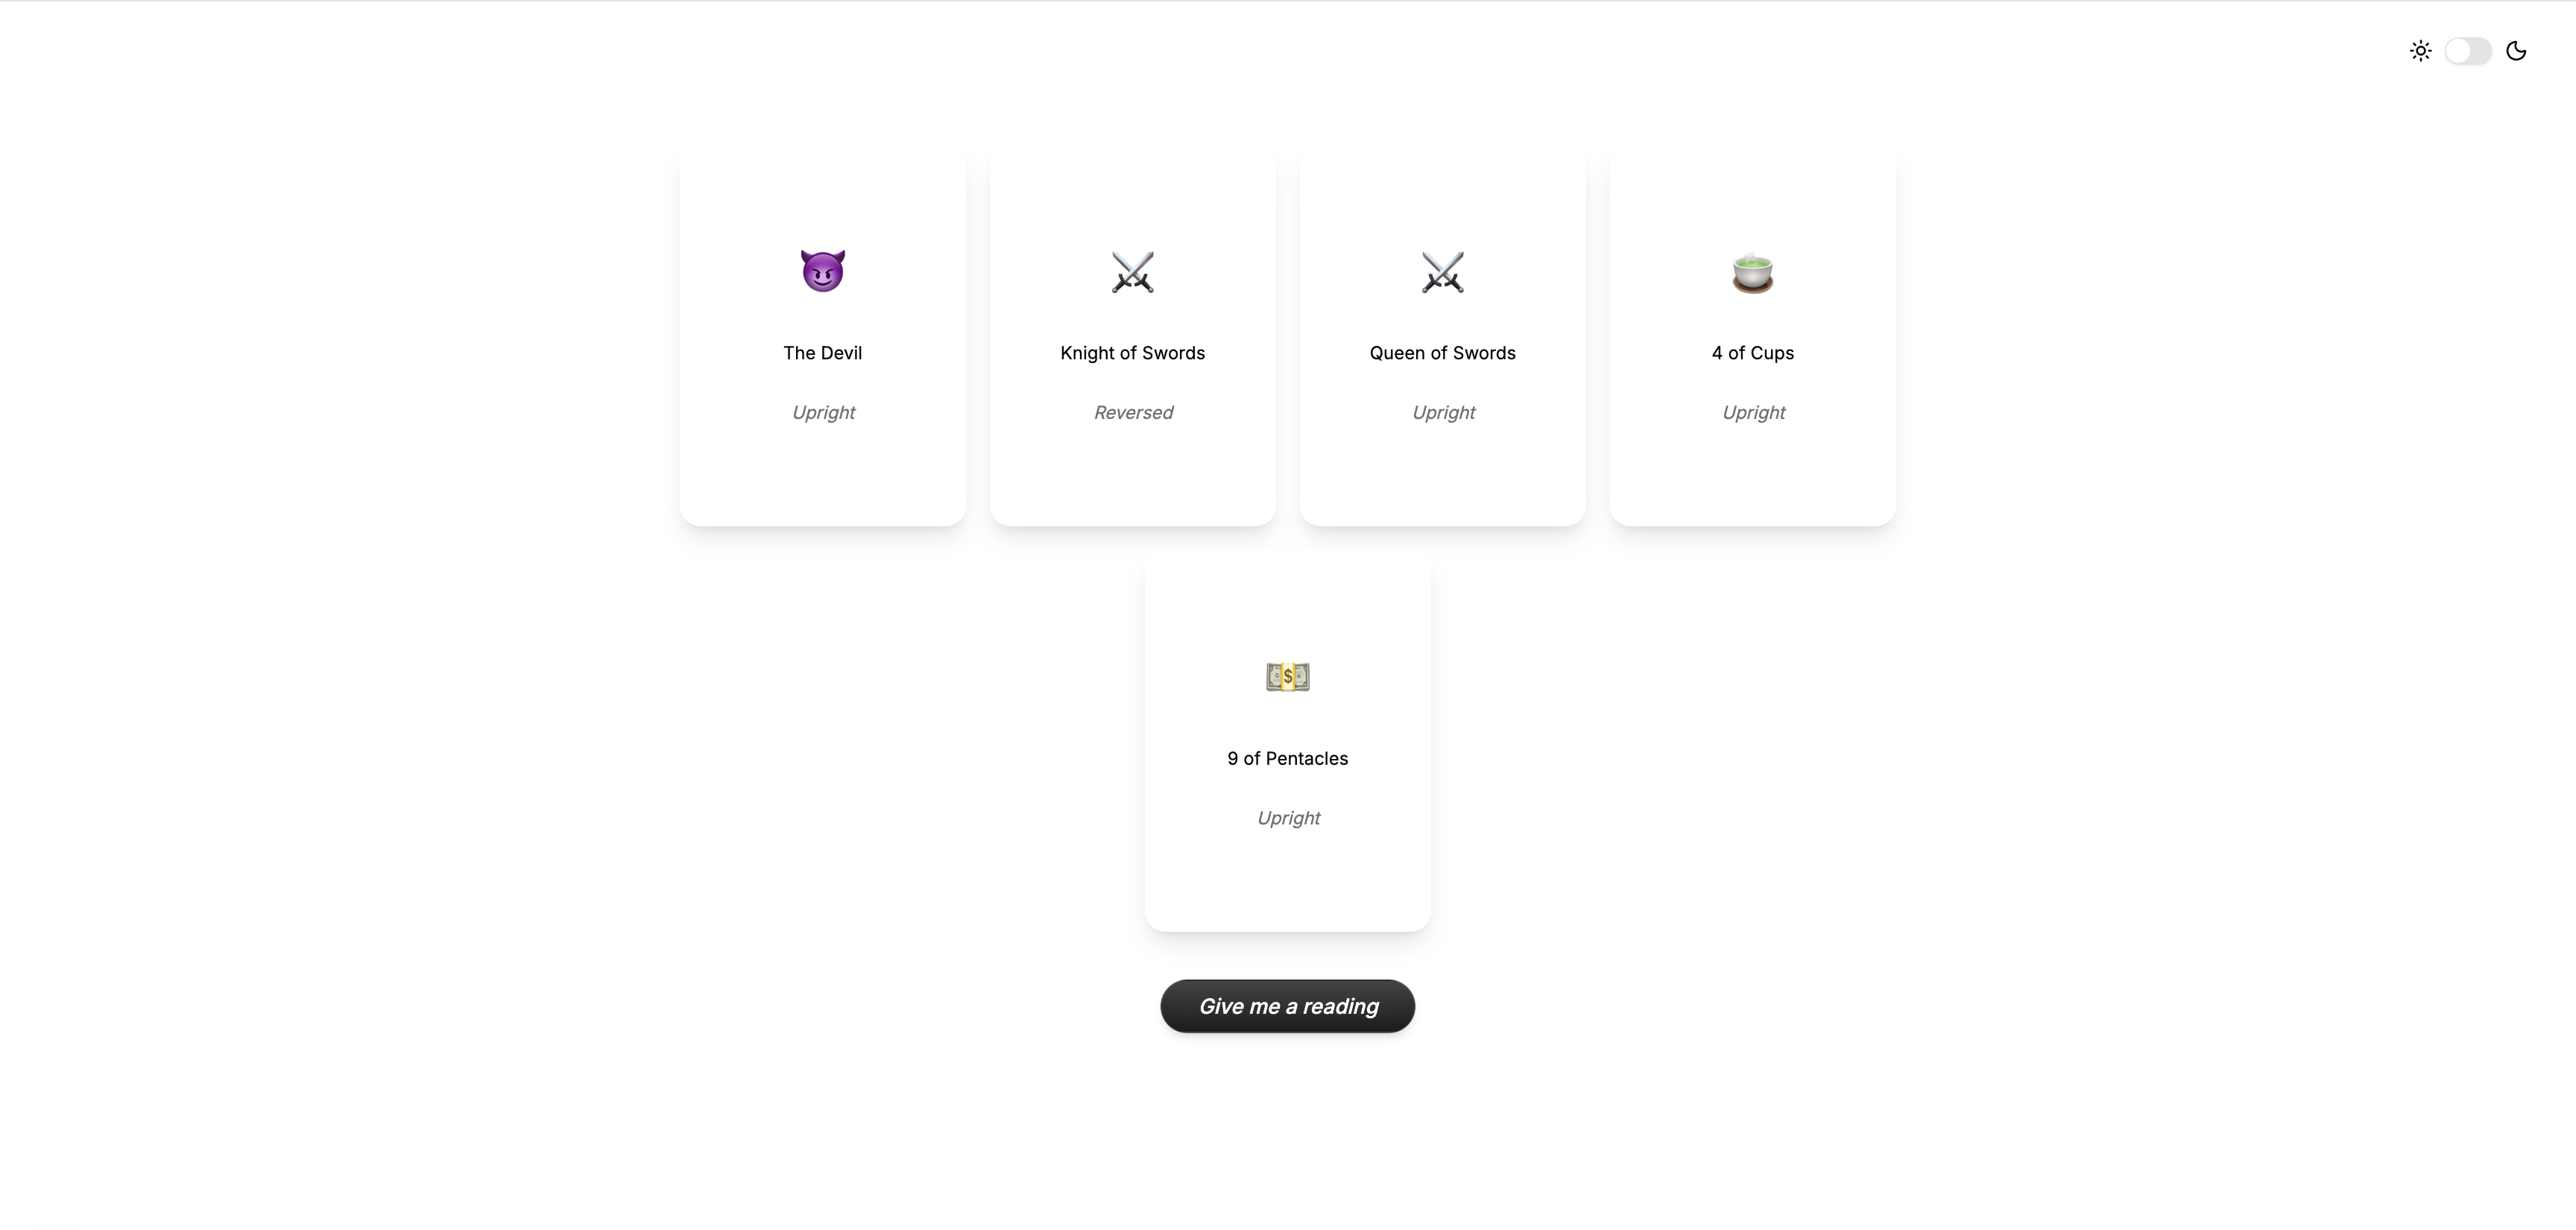 The Devil
Upright
Knight of Swords
Reversed
Queen of Swords
Upright
4 of Cups
Upright
9 of Pentacles
Upright
Give me a reading